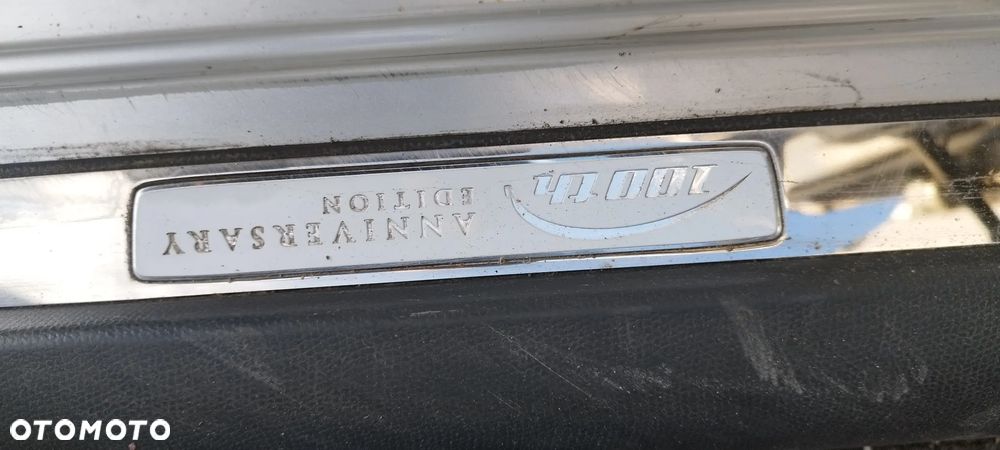 100th
ANNIVERSARY
EDITION
OTOMOTO